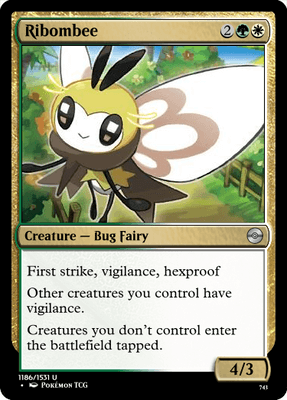 Ribombee 2
Creature — Bug Fairy
First strike, vigilance, hexproof
Other creatures you control have
vigilance.
Creatures you don't control enter
the battlefield tapped.
4/3
1186/1531 U
• Pokémon TCG
741